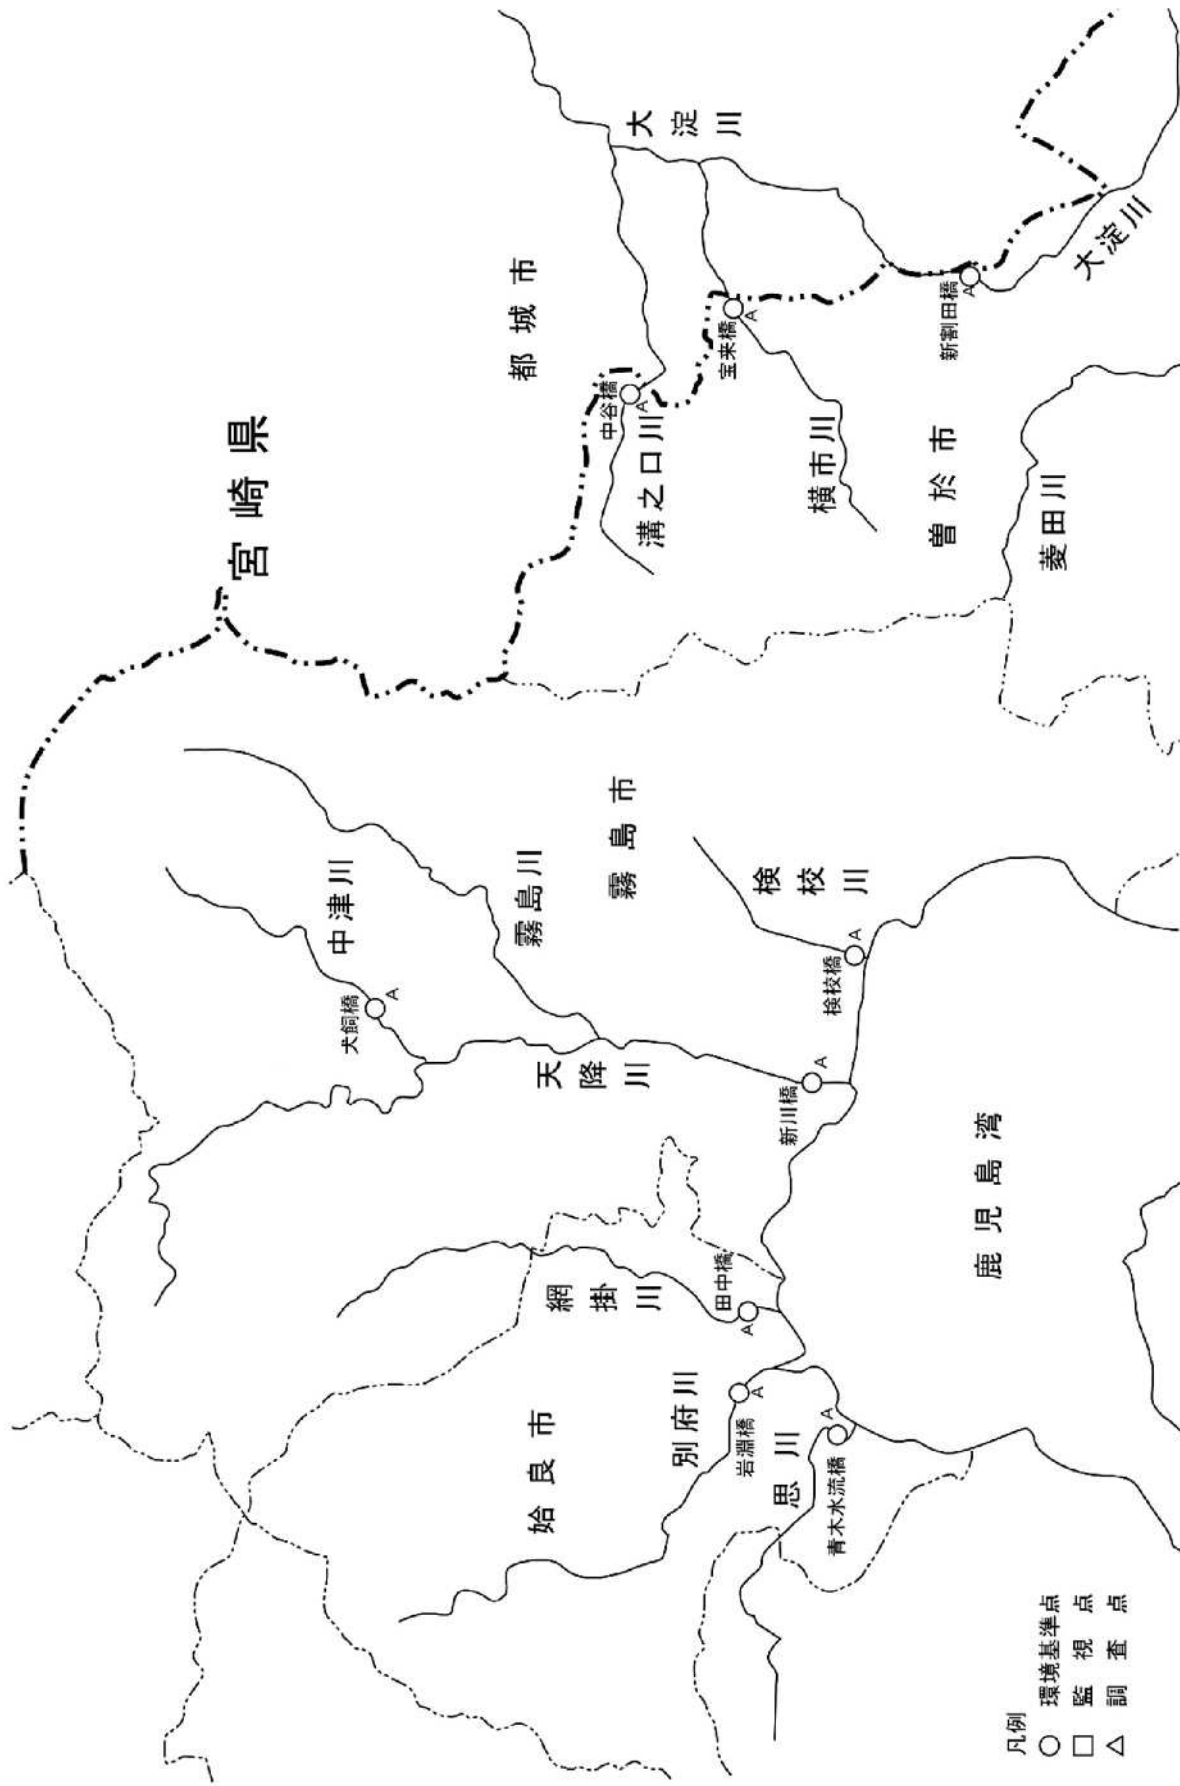 宮崎県
都城市
大淀川
中谷橋
A
溝之口川
宝来橋
A
横市川
新割田橋
A
大淀川
曽於市
菱田川
中津川
犬飼橋
A
霧島川
霧島市
天降川
検校川
検校橋
A
新川橋
A
網掛川
田中橋
A
姶良市
別府川
岩淵橋
A
思川
青木水流橋
A
鹿児島湾
凡例
○ 環境基準点
□ 監視点
△ 調査点